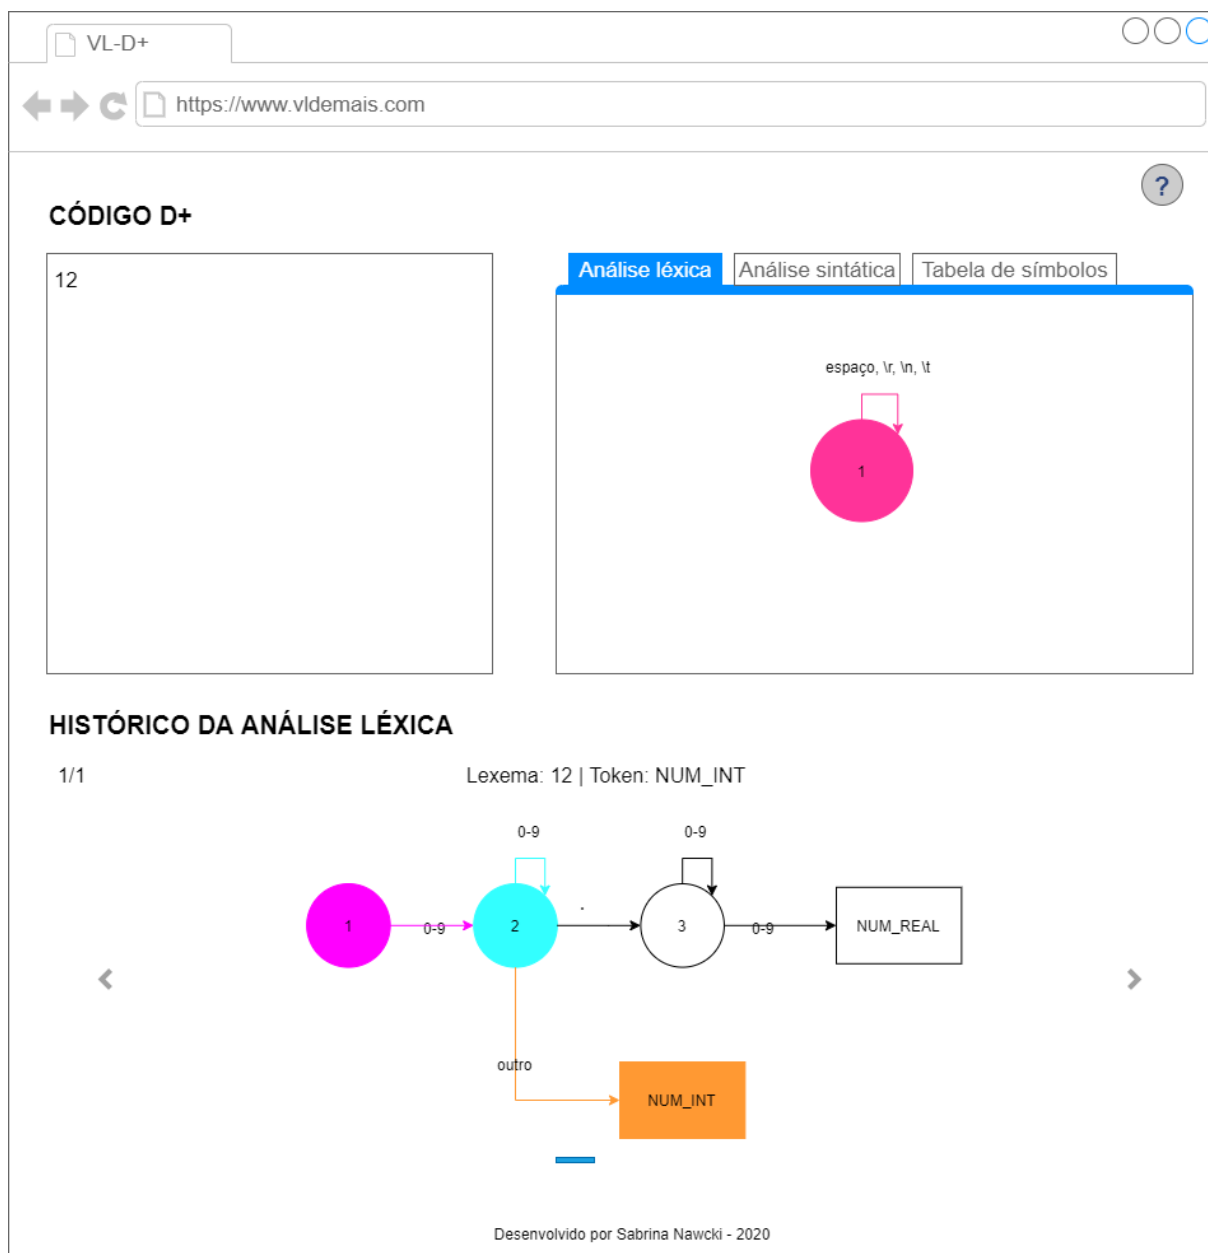 VL-D+
https://www.vldemais.com
?
CÓDIGO D+
12
Análise léxica Análise sintática Tabela de símbolos
espaço, \r, \n, \t
1
HISTÓRICO DA ANÁLISE LÉXICA
1/1 Lexema: 12 | Token: NUM_INT
0-9 0-9
.
1 0-9 2 3 0-9 NUM_REAL
outro
NUM_INT
Desenvolvido por Sabrina Nawcki - 2020